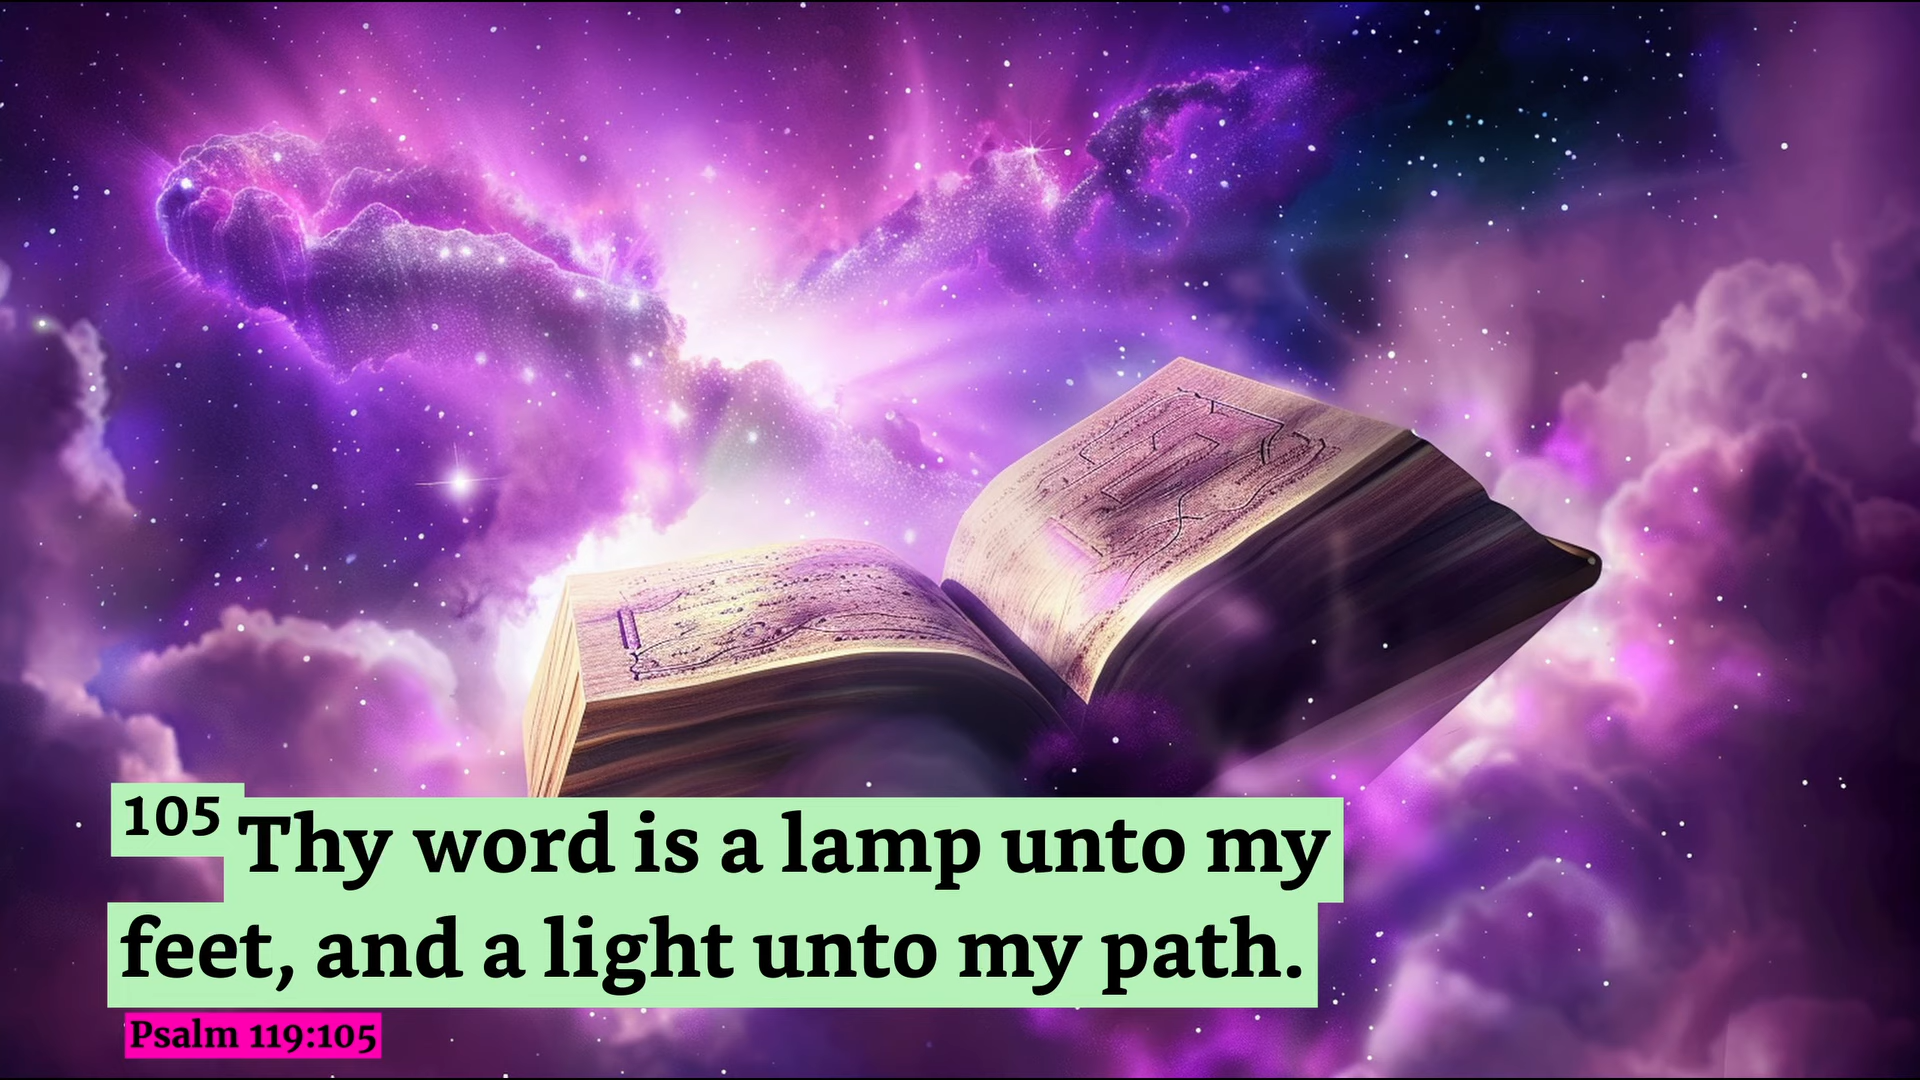 105 Thy word is a lamp unto my
feet, and a light unto my path.
Psalm 119:105